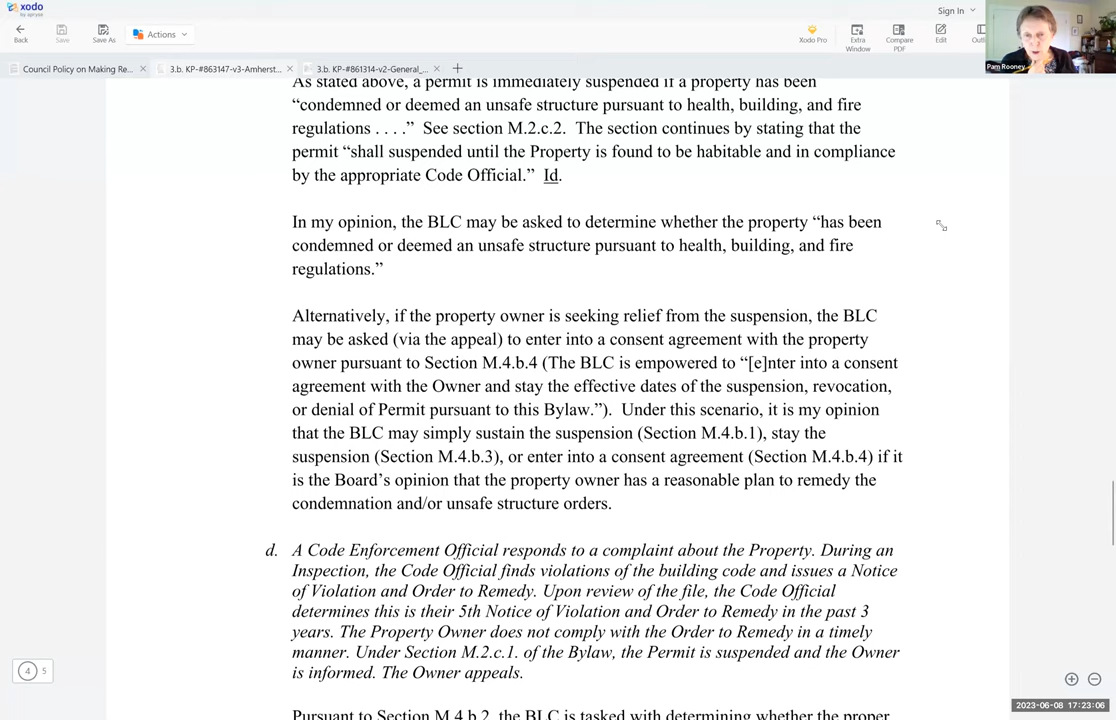 xodo
by apryse
Sign In
Back
Save
Save As
Actions
Xodo Pro
Extra
Window
Compare
PDF
Edit
Pam Rooney
Council Policy on Making Re...
3.b. KP-#863147-v3-Amherst...
3.b. KP-#861314-v2-General_...
As stated above, a permit is immediately suspended if a property has been
“condemned or deemed an unsafe structure pursuant to health, building, and fire
regulations . . . .” See section M.2.c.2. The section continues by stating that the
permit “shall suspended until the Property is found to be habitable and in compliance
by the appropriate Code Official.” Id.
In my opinion, the BLC may be asked to determine whether the property “has been
condemned or deemed an unsafe structure pursuant to health, building, and fire
regulations.”
Alternatively, if the property owner is seeking relief from the suspension, the BLC
may be asked (via the appeal) to enter into a consent agreement with the property
owner pursuant to Section M.4.b.4 (The BLC is empowered to “[e]nter into a consent
agreement with the Owner and stay the effective dates of the suspension, revocation,
or denial of Permit pursuant to this Bylaw.”). Under this scenario, it is my opinion
that the BLC may simply sustain the suspension (Section M.4.b.1), stay the
suspension (Section M.4.b.3), or enter into a consent agreement (Section M.4.b.4) if it
is the Board’s opinion that the property owner has a reasonable plan to remedy the
condemnation and/or unsafe structure orders.
d. A Code Enforcement Official responds to a complaint about the Property. During an
Inspection, the Code Official finds violations of the building code and issues a Notice
of Violation and Order to Remedy. Upon review of the file, the Code Official
determines this is their 5th Notice of Violation and Order to Remedy in the past 3
years. The Property Owner does not comply with the Order to Remedy in a timely
manner. Under Section M.2.c.1. of the Bylaw, the Permit is suspended and the Owner
is informed. The Owner appeals.
Pursuant to Section M.4.b.2, the BLC is tasked with determining whether the proper
4 5
2023-06-08 17:23:06